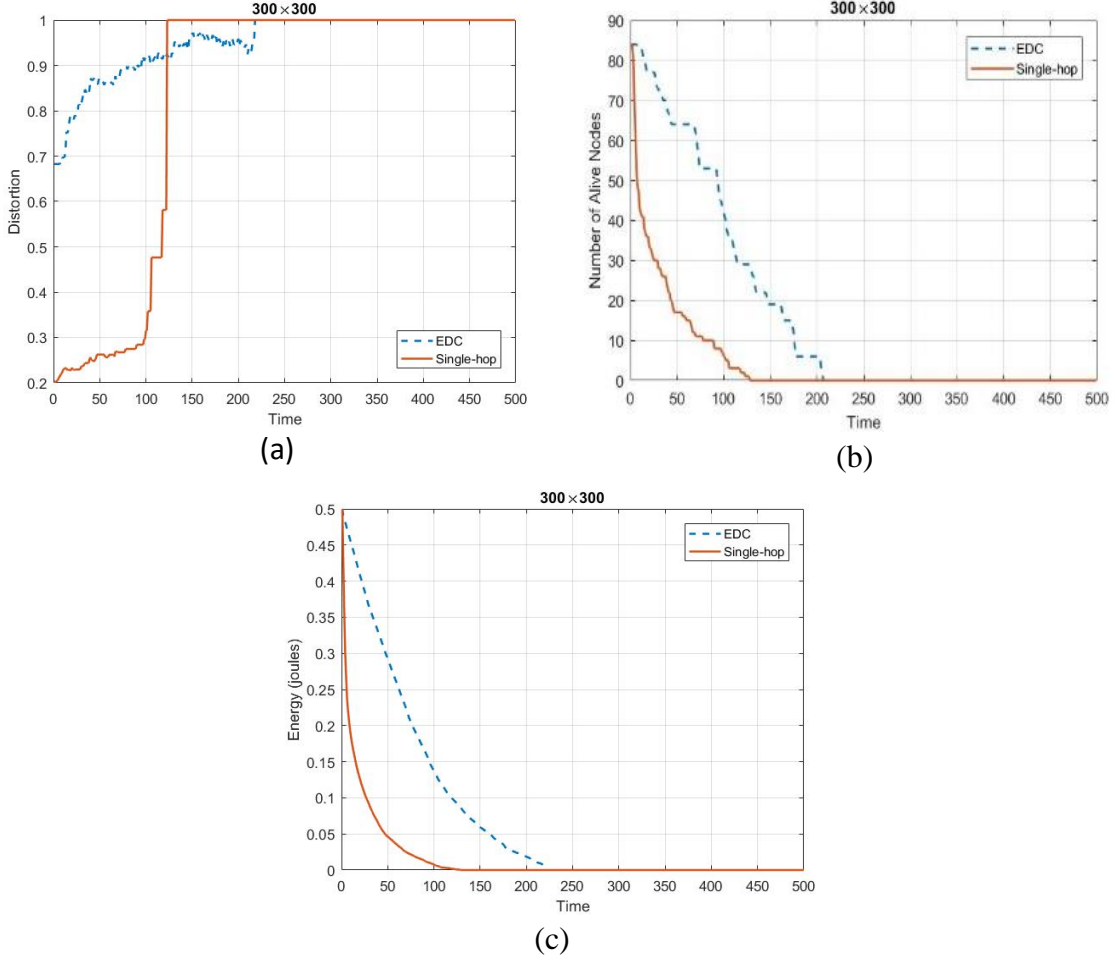 300×300
1
0.9
0.8
0.7
0.6
0.5
0.4
0.3
0.2
Distortion
EDC
Single-hop
0 50 100 150 200 250 300 350 400 450 500
Time
(a)
300×300
90
80
70
60
50
40
30
20
10
0
Number of Alive Nodes
EDC
Single-hop
0 50 100 150 200 250 300 350 400 450 500
Time
(b)
300×300
0.5
0.45
0.4
0.35
0.3
0.25
0.2
0.15
0.1
0.05
0
Energy (joules)
EDC
Single-hop
0 50 100 150 200 250 300 350 400 450 500
Time
(c)